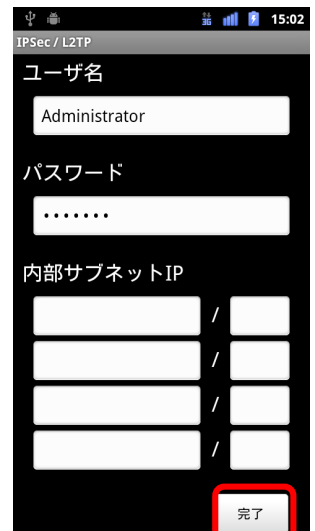 3G 15:02
IPSec / L2TP
ユーザ名
Administrator
パスワード
•••••••
内部サブネットIP
/
/
/
/
完了